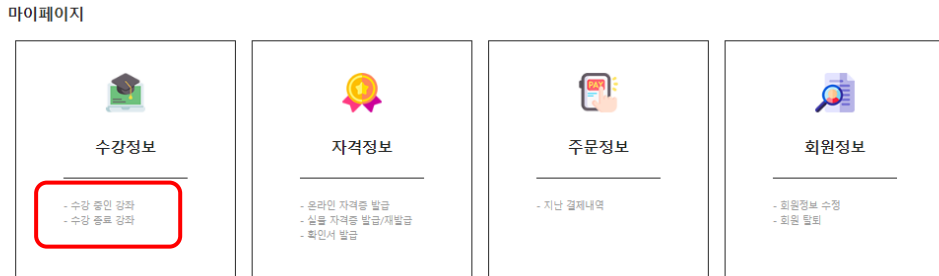 마이페이지
수강정보
- 수강 중인 강좌
- 수강 종료 강좌
자격정보
- 온라인 자격증 발급
- 실물 자격증 발급/재발급
- 확인서 발급
PAY
주문정보
- 지난 결제내역
회원정보
- 회원정보 수정
- 회원 탈퇴